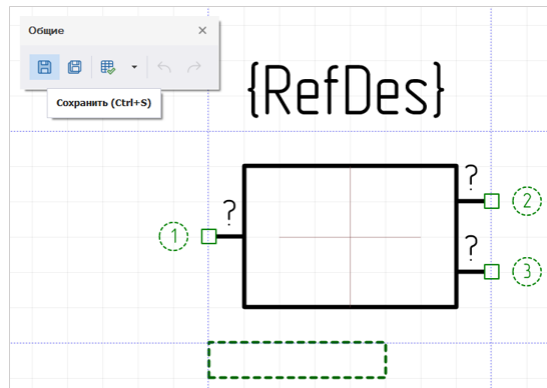 Общие
Сохранить (Ctrl+S)
{RefDes}
?
?
1
2
?
3